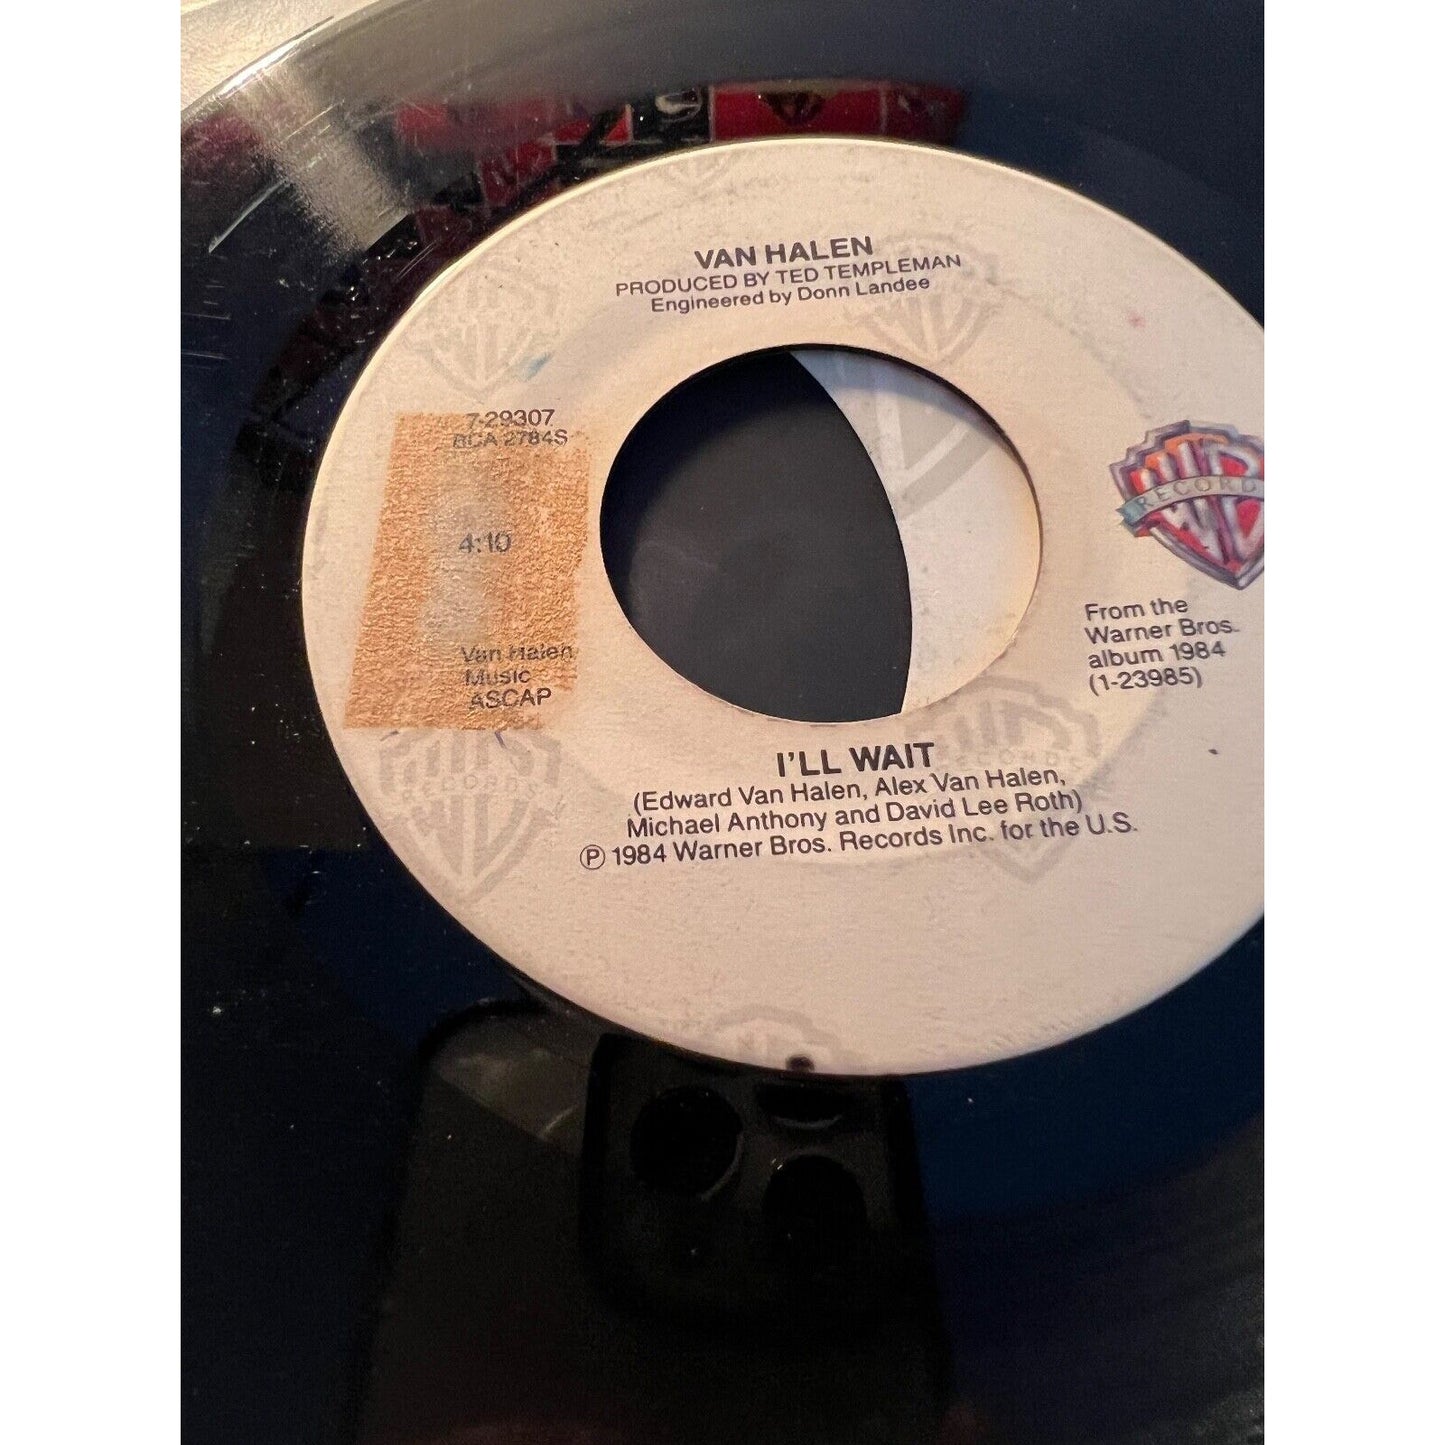 VAN HALEN
PRODUCED BY TED TEMPLEMAN
Engineered by Donn Landee
7-29307
BCA 2784S
4:10
Van Halen
Music
ASCAP
WB
RECORDS
From the
Warner Bros.
album 1984
(1-23985)
I'LL WAIT
(Edward Van Halen, Alex Van Halen,
Michael Anthony and David Lee Roth)
Ⓟ 1984 Warner Bros. Records Inc. for the U.S.